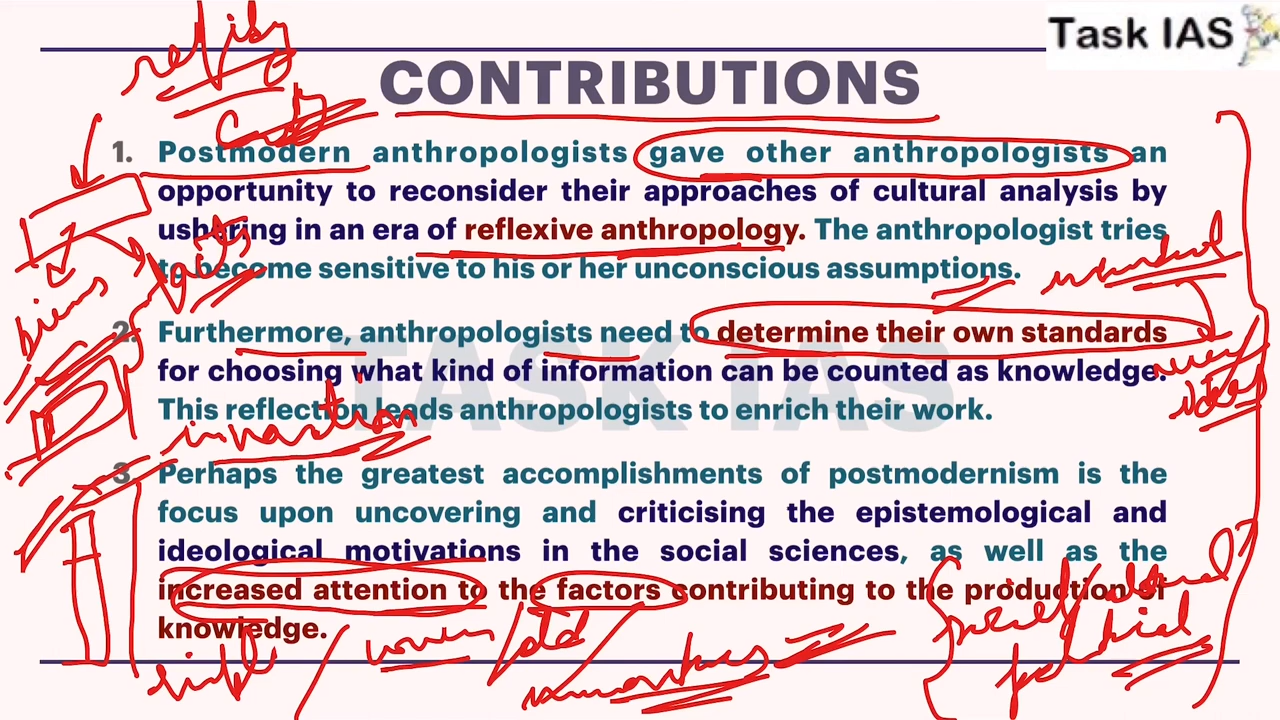 Task IAS
CONTRIBUTIONS
1. Postmodern anthropologists gave other anthropologists an
opportunity to reconsider their approaches of cultural analysis by
ushering in an era of reflexive anthropology. The anthropologist tries
to become sensitive to his or her unconscious assumptions.
2. Furthermore, anthropologists need to determine their own standards
for choosing what kind of information can be counted as knowledge.
This reflection leads anthropologists to enrich their work.
3. Perhaps the greatest accomplishments of postmodernism is the
focus upon uncovering and criticising the epistemological and
ideological motivations in the social sciences, as well as the
increased attention to the factors contributing to the production of
knowledge.
TASK IAS
new
ideas